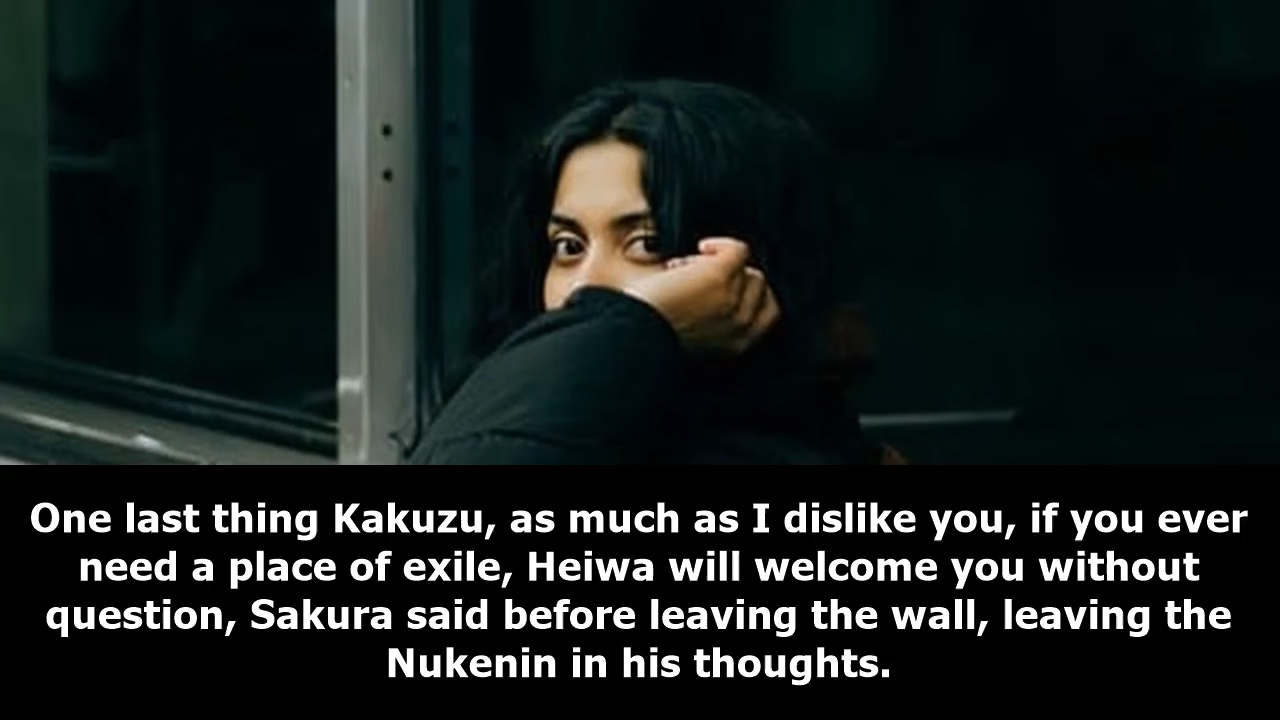 One last thing Kakuzu, as much as I dislike you, if you ever
need a place of exile, Heiwa will welcome you without
question, Sakura said before leaving the wall, leaving the
Nukenin in his thoughts.